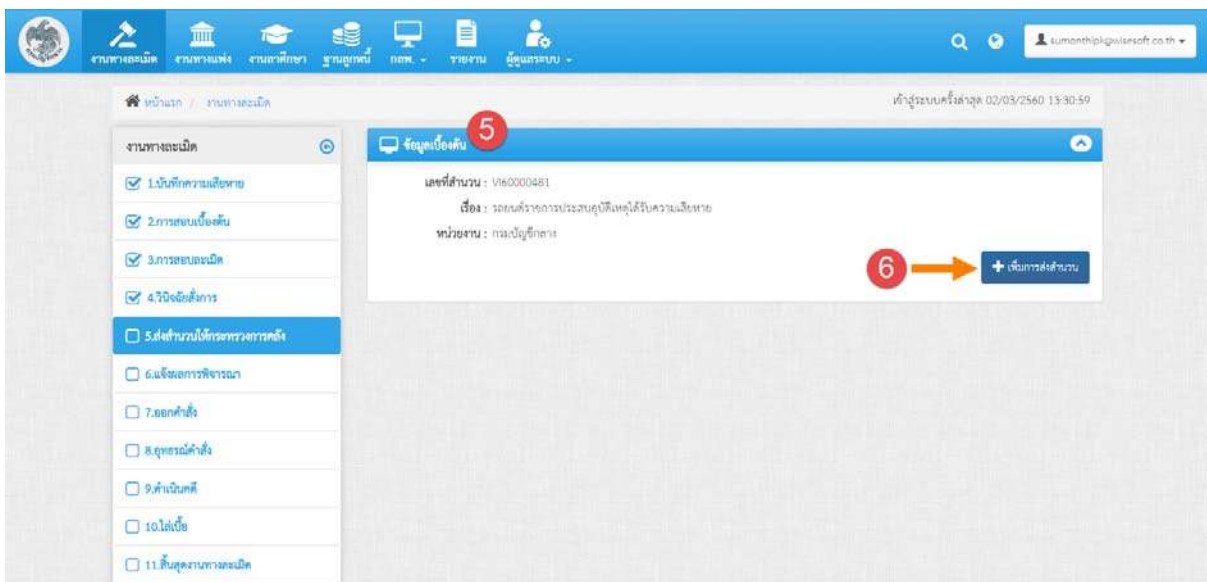 งานทางละเมิด งานทางแพ่ง งานอาศึกษา ฐานลูกหนี้ กลพ. รายงาน ผู้ดูแลระบบ
sumonthipk@wisesoft.co.th
หน้าแรก / งานทางละเมิด
เข้าสู่ระบบครั้งล่าสุด 02/03/2560 13:30:59
งานทางละเมิด
1.บันทึกความเสียหาย
2.การสอบเบื้องต้น
3.การสอบละเมิด
4.วินิจฉัยสั่งการ
5.ส่งสำนวนให้กระทรวงการคลัง
6.แจ้งผลการพิจารณา
7.ออกคำสั่ง
8.อุทธรณ์คำสั่ง
9.ดำเนินคดี
10.ไล่เบี้ย
11.สิ้นสุดงานทางละเมิด
ข้อมูลเบื้องต้น
5
เลขที่สำนวน : VI60000481
เรื่อง : รถยนต์ราชการประสบอุบัติเหตุได้รับความเสียหาย
หน่วยงาน : กรมบัญชีกลาง
6
เพิ่มการส่งสำนวน